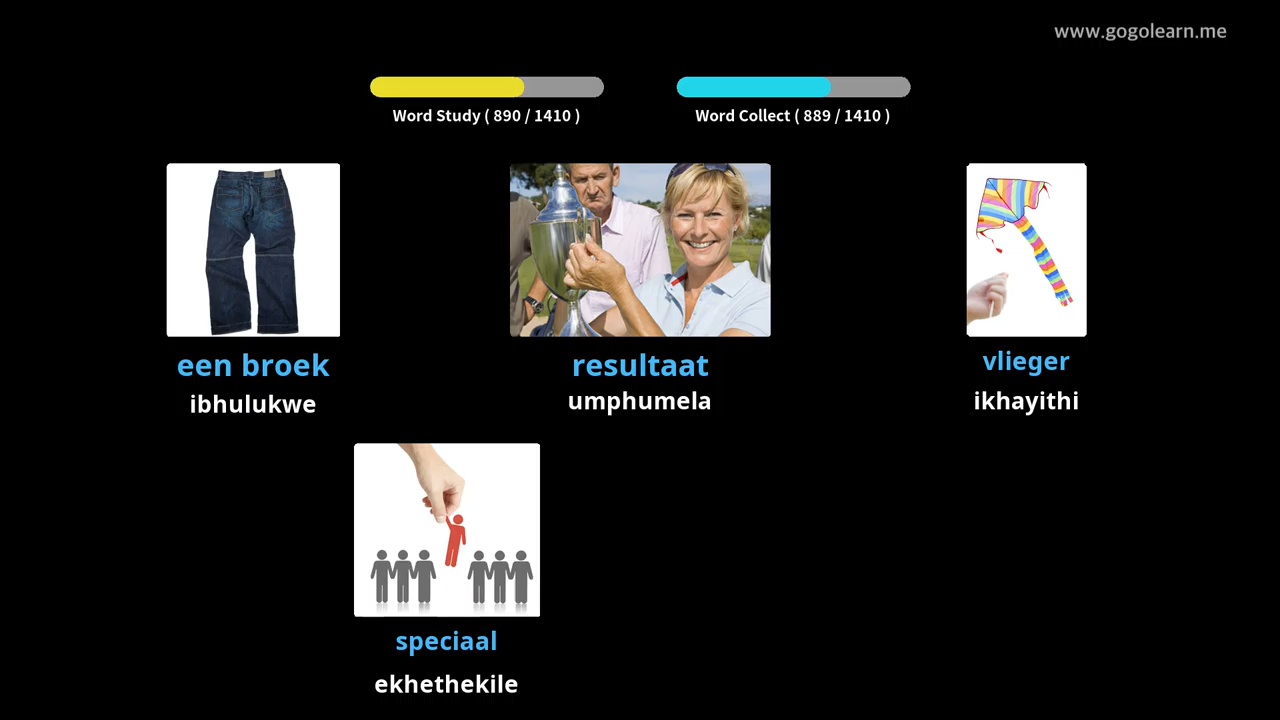 www.gogolearn.me
Word Study ( 890 / 1410 )
Word Collect ( 889 / 1410 )
een broek
ibhulukwe
resultaat
umphumela
vlieger
ikhayithi
speciaal
ekhethekile